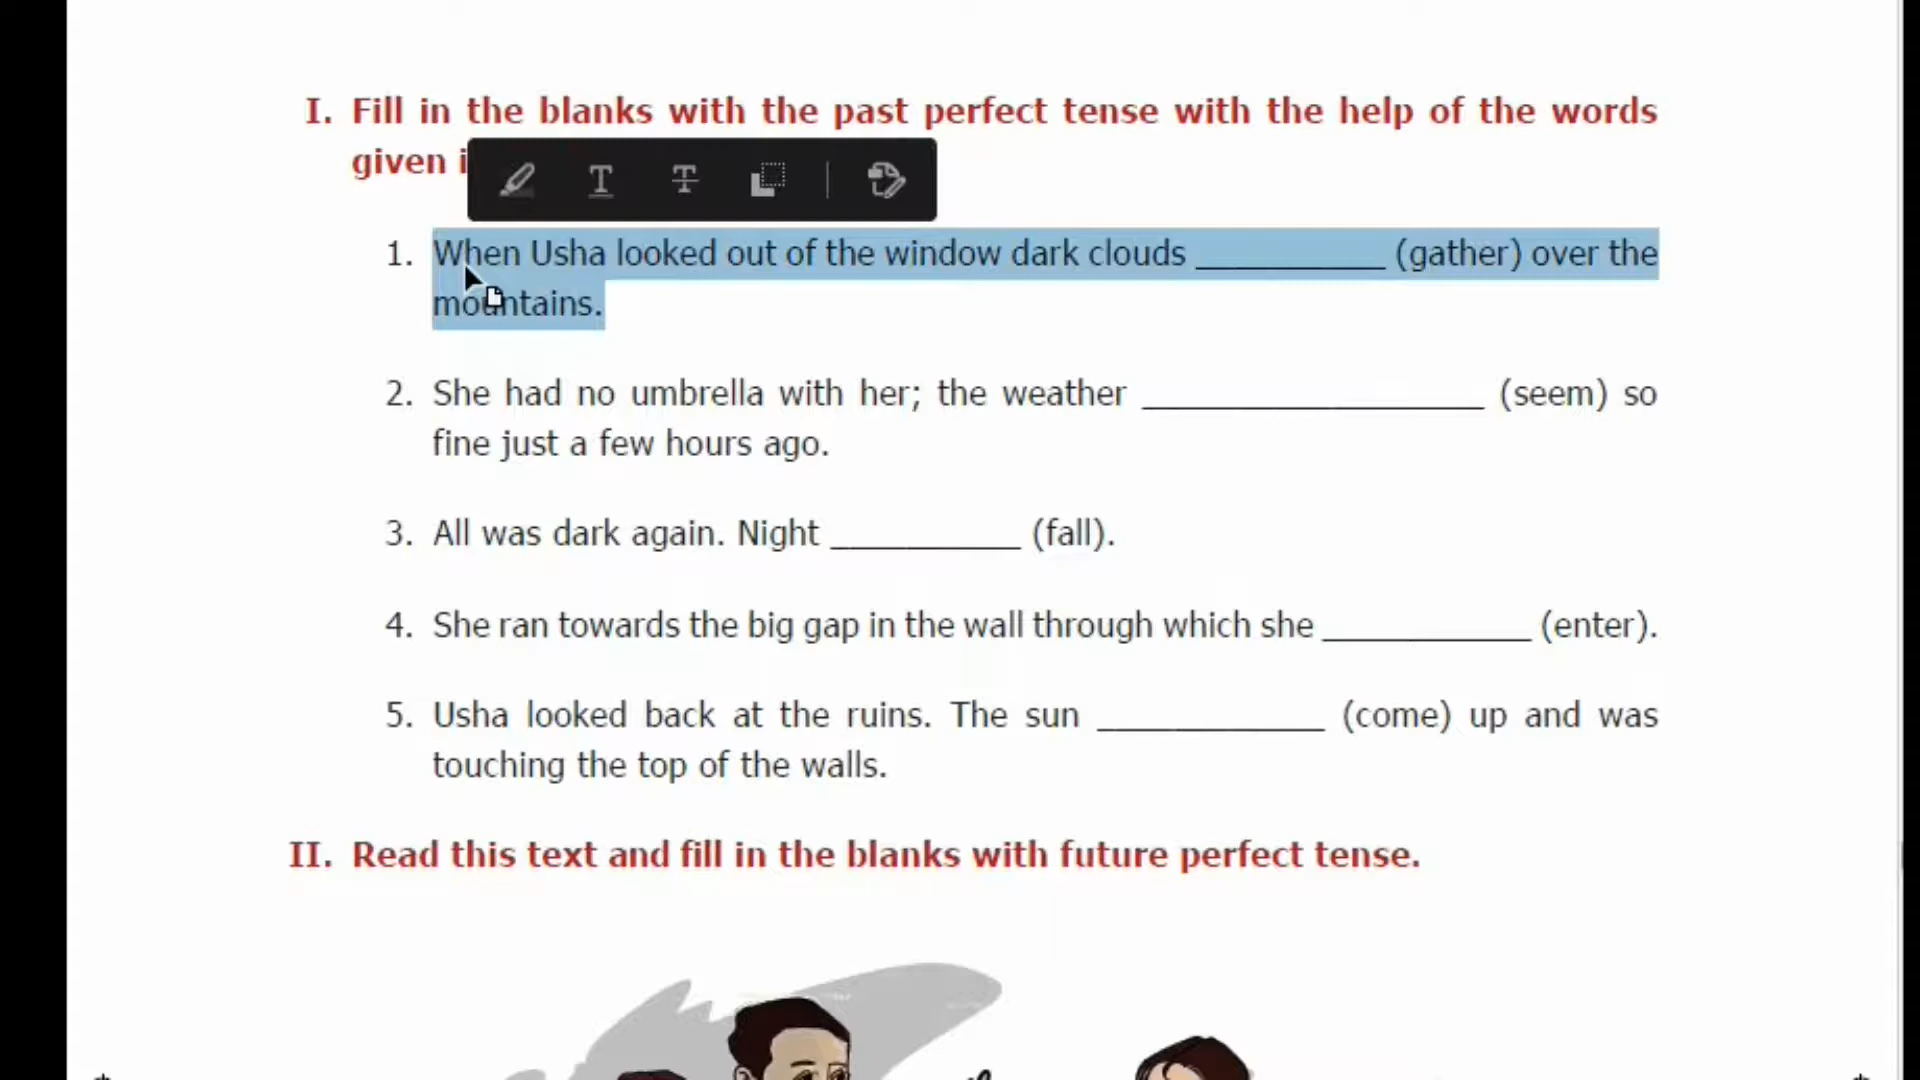 I. Fill in the blanks with the past perfect tense with the help of the words
given
1. When Usha looked out of the window dark clouds __________ (gather) over the
mountains.
2. She had no umbrella with her; the weather __________________ (seem) so
fine just a few hours ago.
3. All was dark again. Night __________ (fall).
4. She ran towards the big gap in the wall through which she ___________ (enter).
5. Usha looked back at the ruins. The sun ____________ (come) up and was
touching the top of the walls.
II. Read this text and fill in the blanks with future perfect tense.